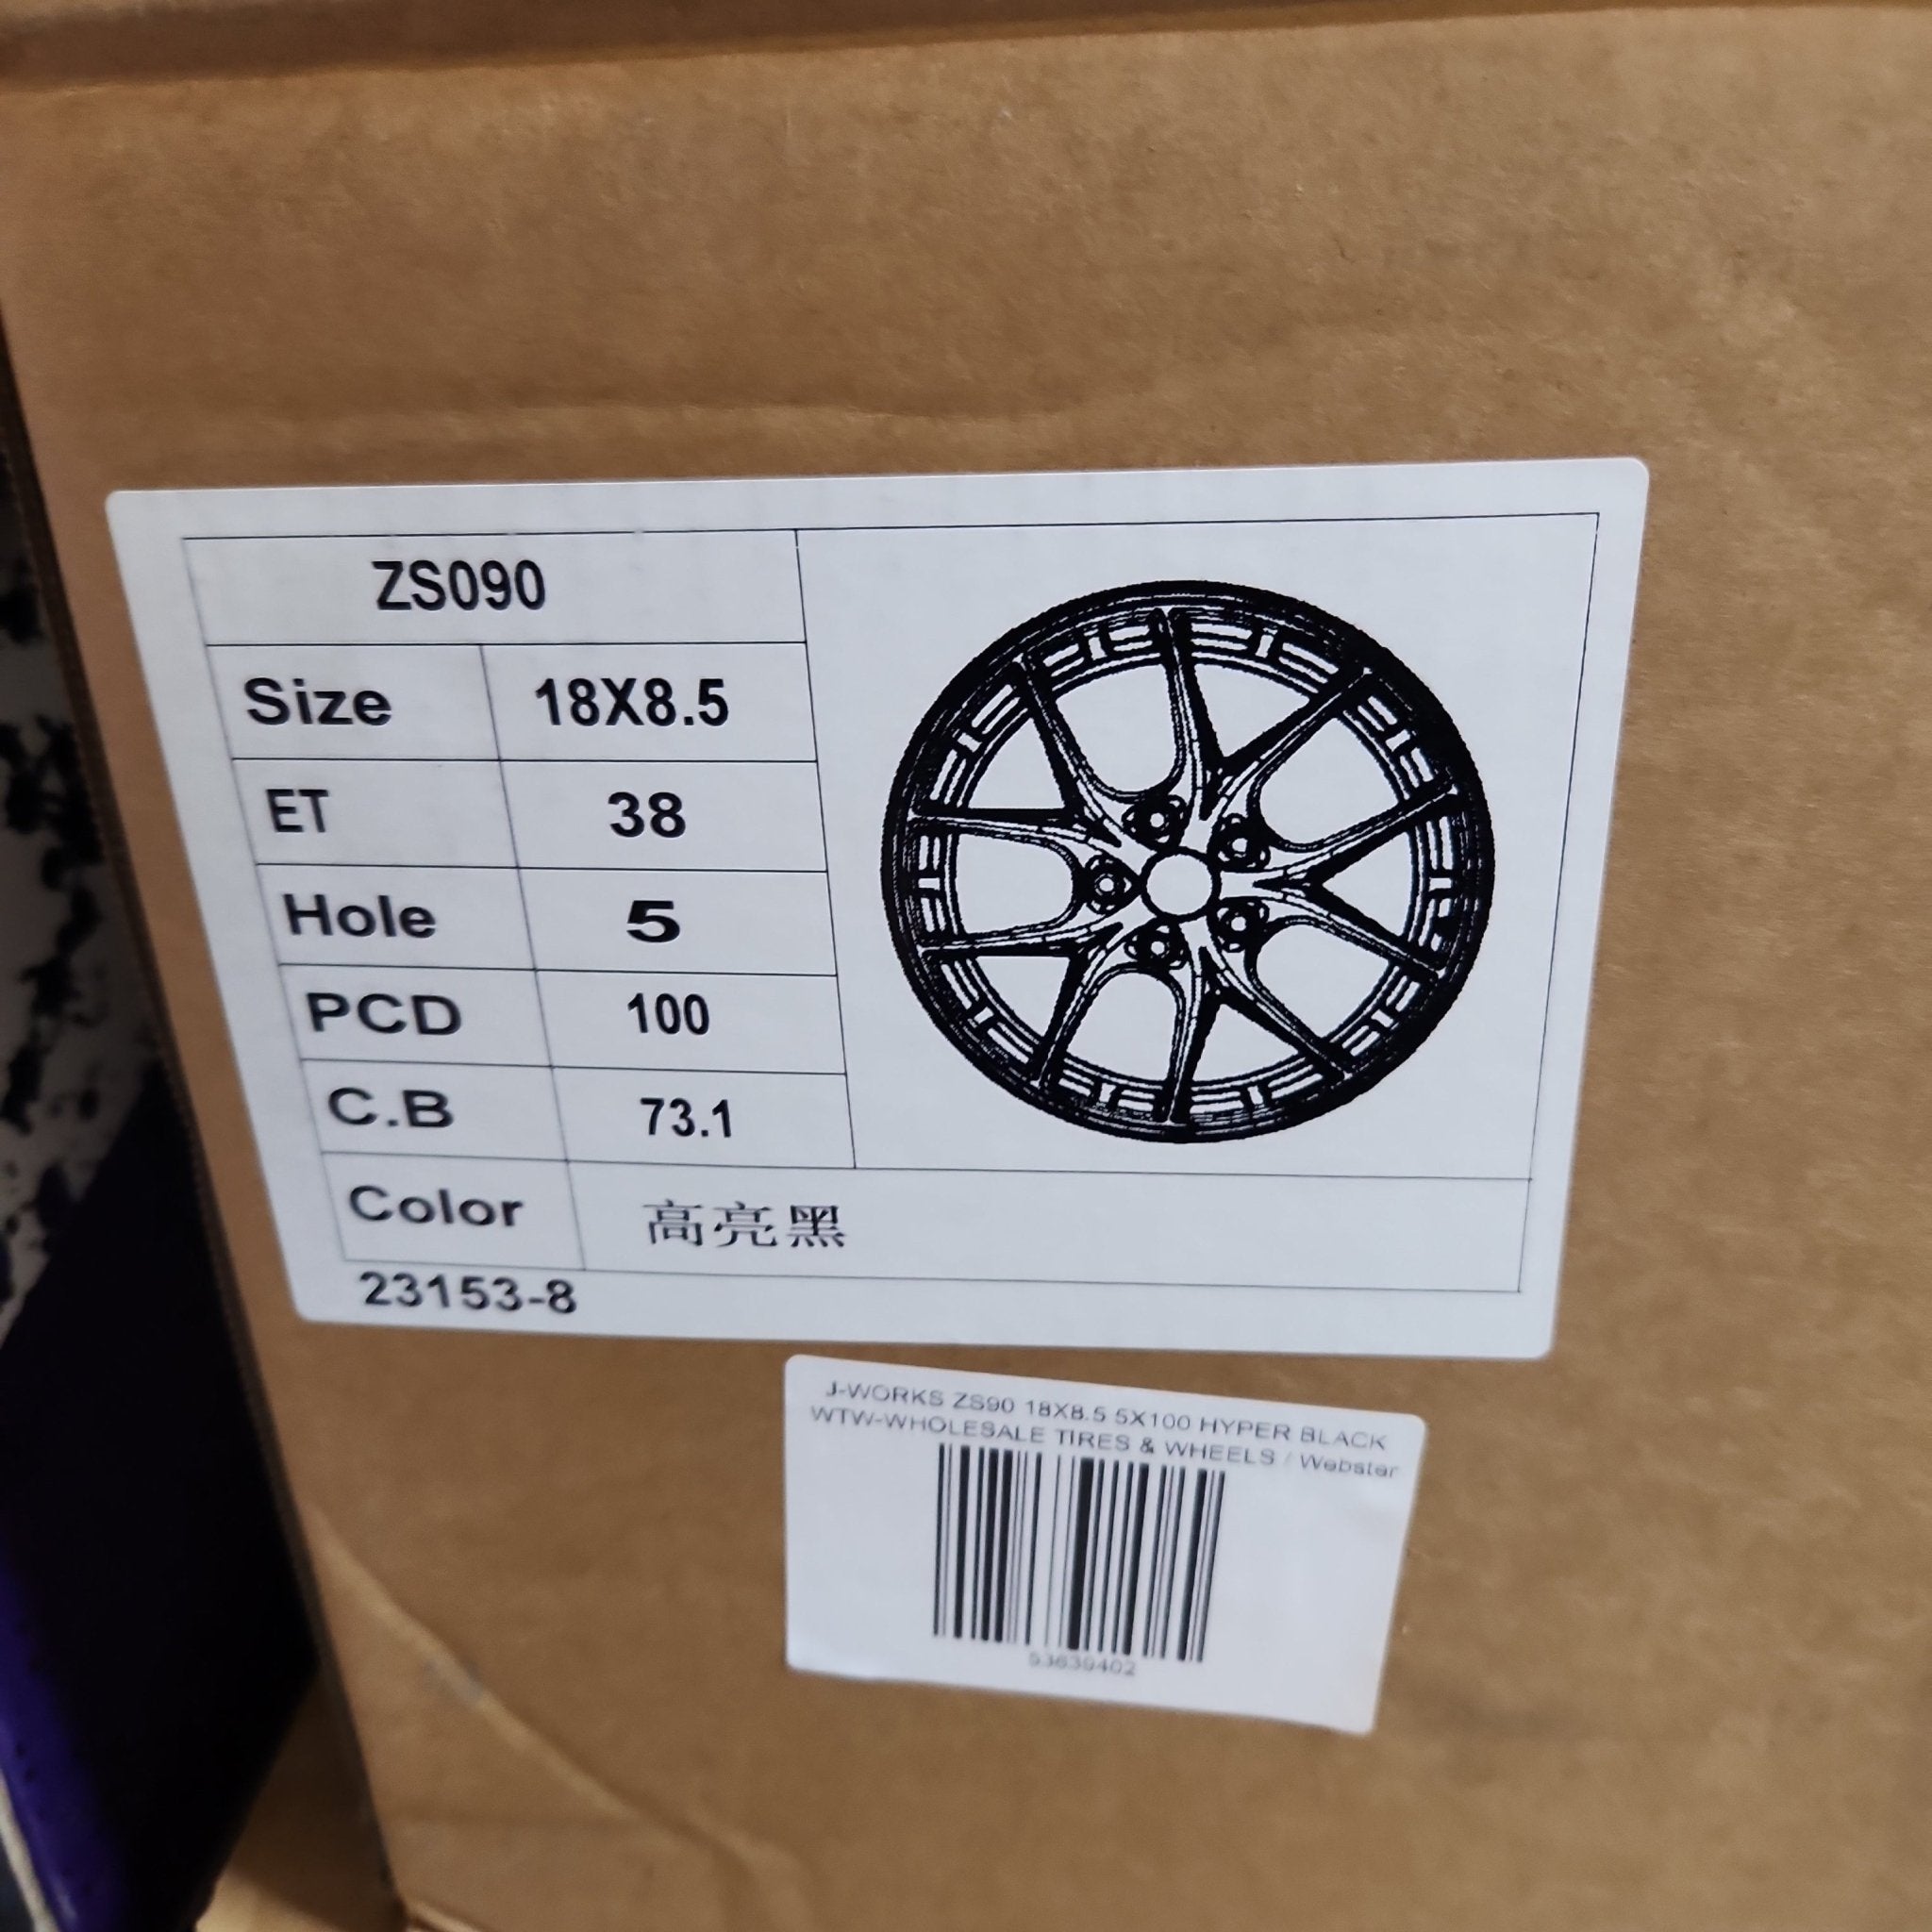 ZS090
Size 18X8.5
ET 38
Hole 5
PCD 100
C.B 73.1
Color 高亮黑
23153-8
J-WORKS ZS90 18X8.5 5X100 HYPER BLACK
WTW-WHOLESALE TIRES & WHEELS / Webster
53639402